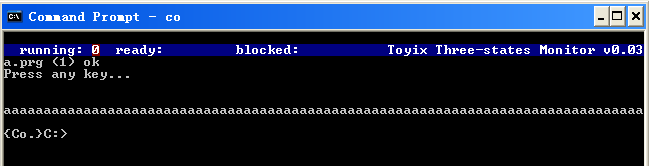 Command Prompt - co
running: 0 ready: blocked: Toyix Three-states Monitor v0.03
a.prg (1) ok
Press any key...
aaaaaaaaaaaaaaaaaaaaaaaaaaaaaaaaaaaaaaaaaaaaaaaaaaaaaaaaaaaaaaaaaaaaaaaaaaaaaaaa
{Co.}C:>